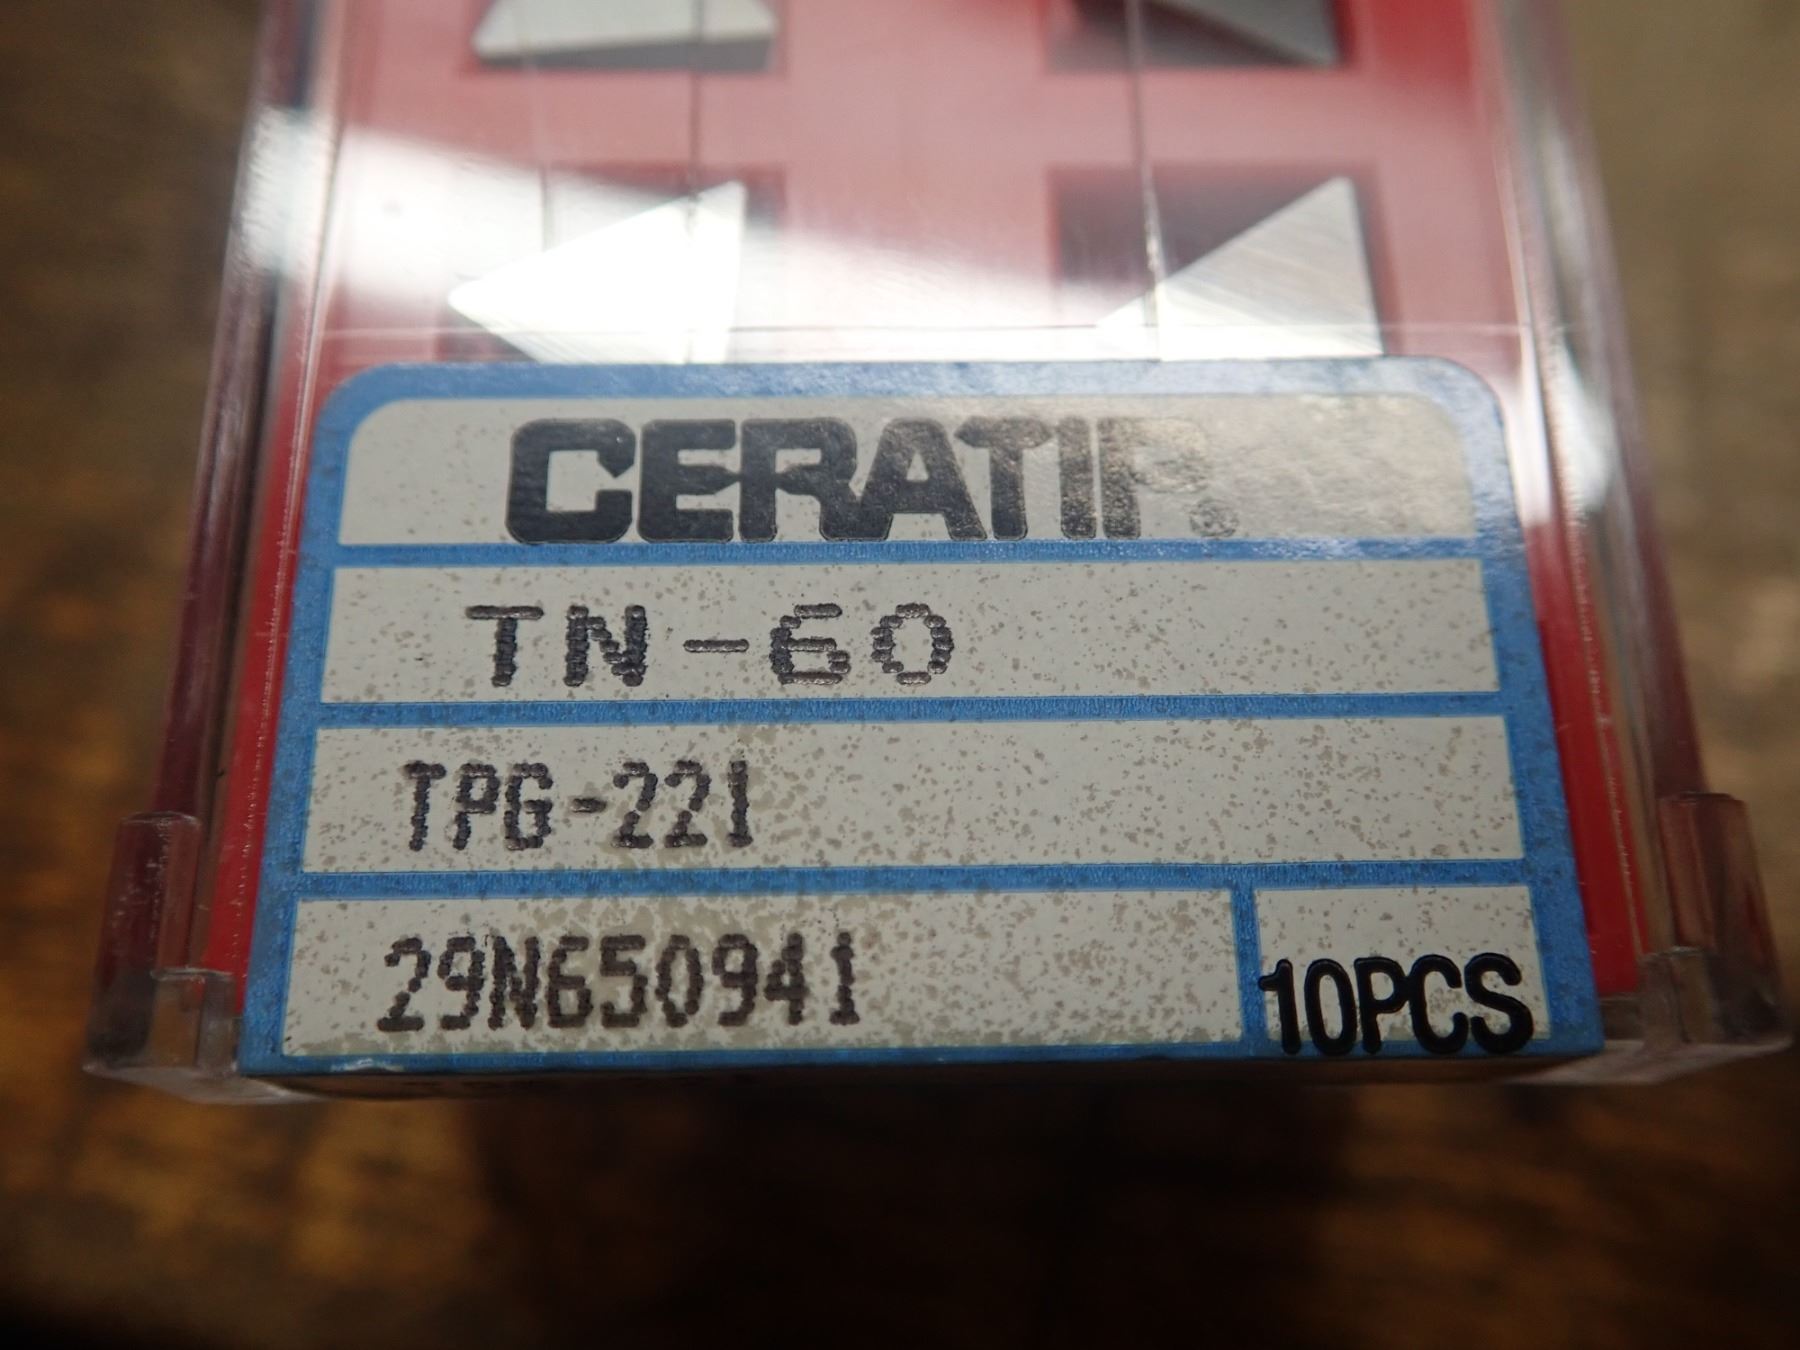 CERATIP®
TN-60
TPG-221
29N650941
10PCS